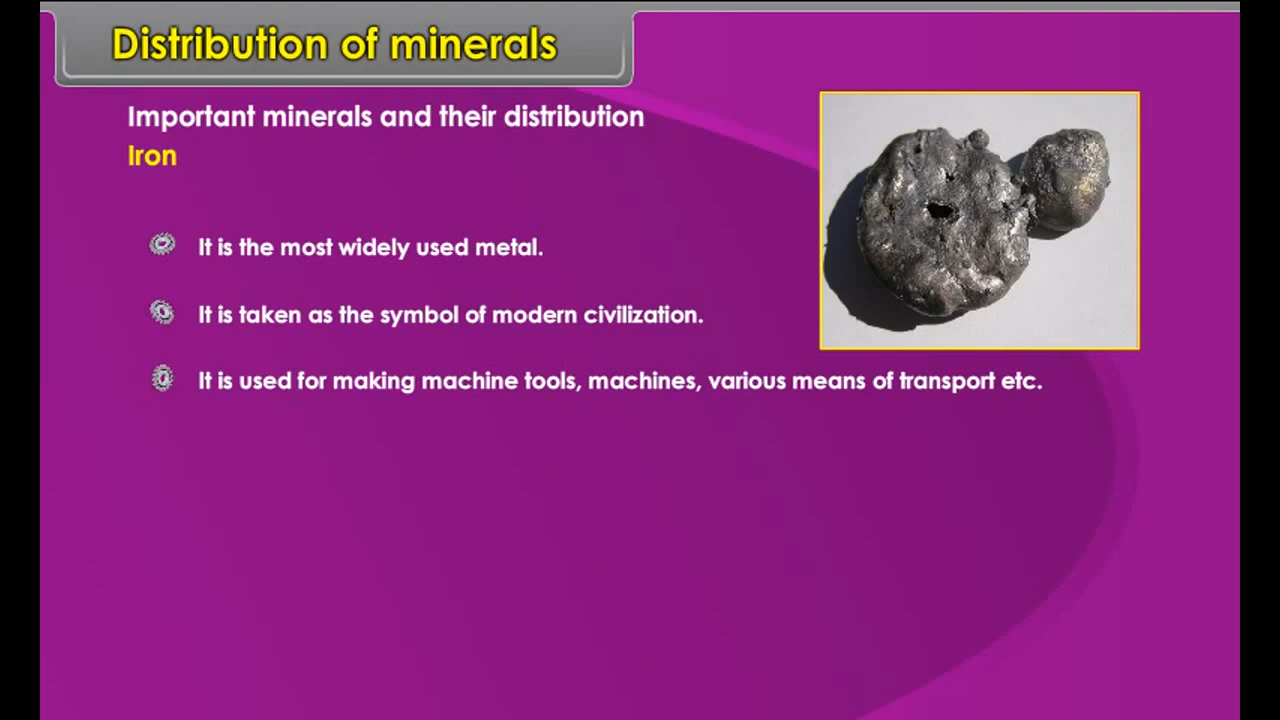 Distribution of minerals
Important minerals and their distribution
Iron
It is the most widely used metal.
It is taken as the symbol of modern civilization.
It is used for making machine tools, machines, various means of transport etc.